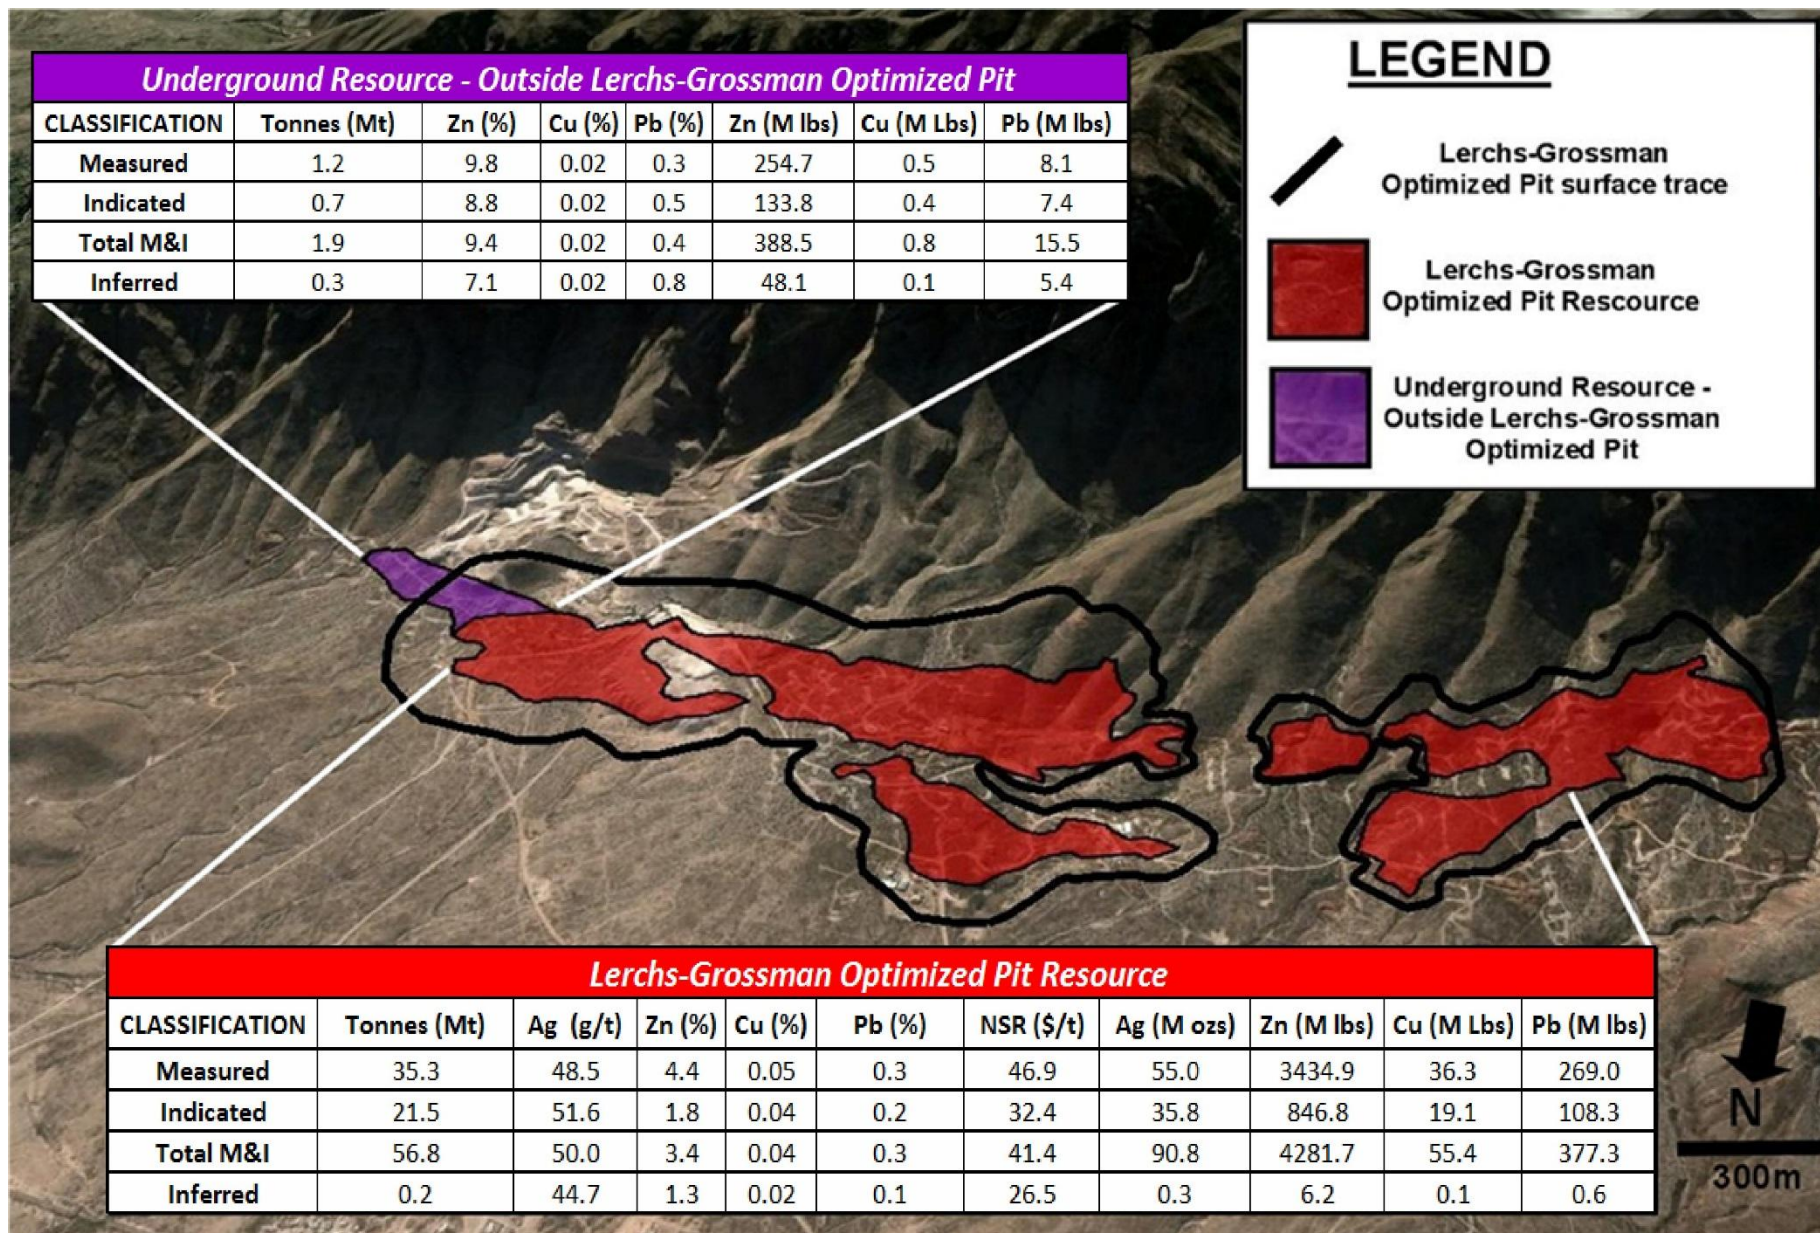 Underground Resource - Outside Lerchs-Grossman Optimized Pit
CLASSIFICATION Tonnes (Mt) Zn (%) Cu (%) Pb (%) Zn (M lbs) Cu (M Lbs) Pb (M lbs)
Measured 1.2 9.8 0.02 0.3 254.7 0.5 8.1
Indicated 0.7 8.8 0.02 0.5 133.8 0.4 7.4
Total M&I 1.9 9.4 0.02 0.4 388.5 0.8 15.5
Inferred 0.3 7.1 0.02 0.8 48.1 0.1 5.4
LEGEND
Lerchs-Grossman
Optimized Pit surface trace
Lerchs-Grossman
Optimized Pit Rescource
Underground Resource -
Outside Lerchs-Grossman
Optimized Pit
Lerchs-Grossman Optimized Pit Resource
CLASSIFICATION Tonnes (Mt) Ag (g/t) Zn (%) Cu (%) Pb (%) NSR ($/t) Ag (M ozs) Zn (M lbs) Cu (M Lbs) Pb (M lbs)
Measured 35.3 48.5 4.4 0.05 0.3 46.9 55.0 3434.9 36.3 269.0
Indicated 21.5 51.6 1.8 0.04 0.2 32.4 35.8 846.8 19.1 108.3
Total M&I 56.8 50.0 3.4 0.04 0.3 41.4 90.8 4281.7 55.4 377.3
Inferred 0.2 44.7 1.3 0.02 0.1 26.5 0.3 6.2 0.1 0.6
N
300m